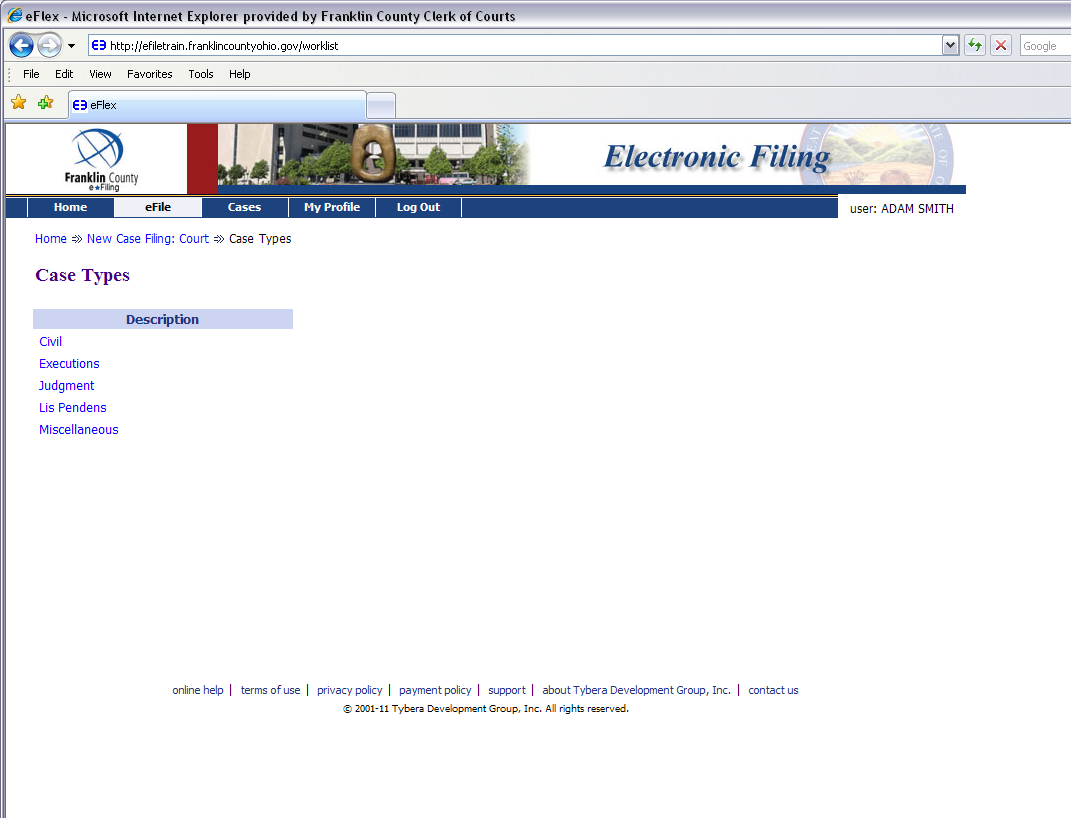 eFlex - Microsoft Internet Explorer provided by Franklin County Clerk of Courts
http://efiletrain.franklincountyohio.gov/worklist
Google
File Edit View Favorites Tools Help
eFlex
Franklin County
e★Filing
Electronic Filing
Home eFile Cases My Profile Log Out
user: ADAM SMITH
Home ⇒ New Case Filing: Court ⇒ Case Types
Case Types
Description
Civil
Executions
Judgment
Lis Pendens
Miscellaneous
online help | terms of use | privacy policy | payment policy | support | about Tybera Development Group, Inc. | contact us
© 2001-11 Tybera Development Group, Inc. All rights reserved.